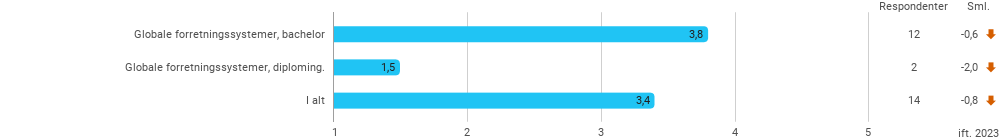 Respondenter Sml.
Globale forretningssystemer, bachelor 3,8 12 -0,6
Globale forretningssystemer, diploming. 1,5 2 -2,0
I alt 3,4 14 -0,8
1 2 3 4 5 ift. 2023